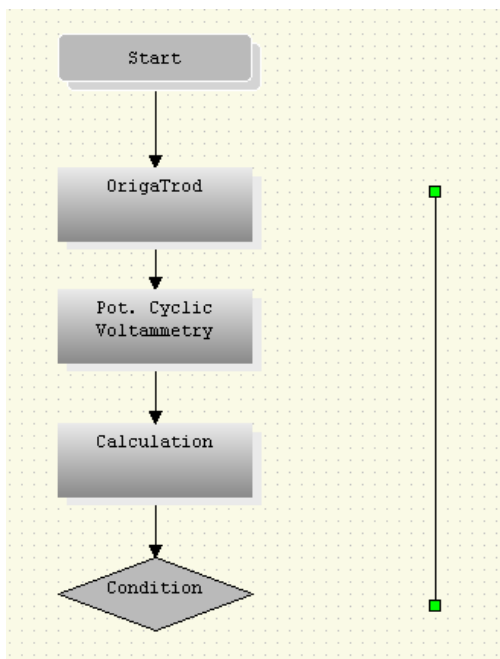 Start
OrigaTrod
Pot. Cyclic
Voltammetry
Calculation
Condition